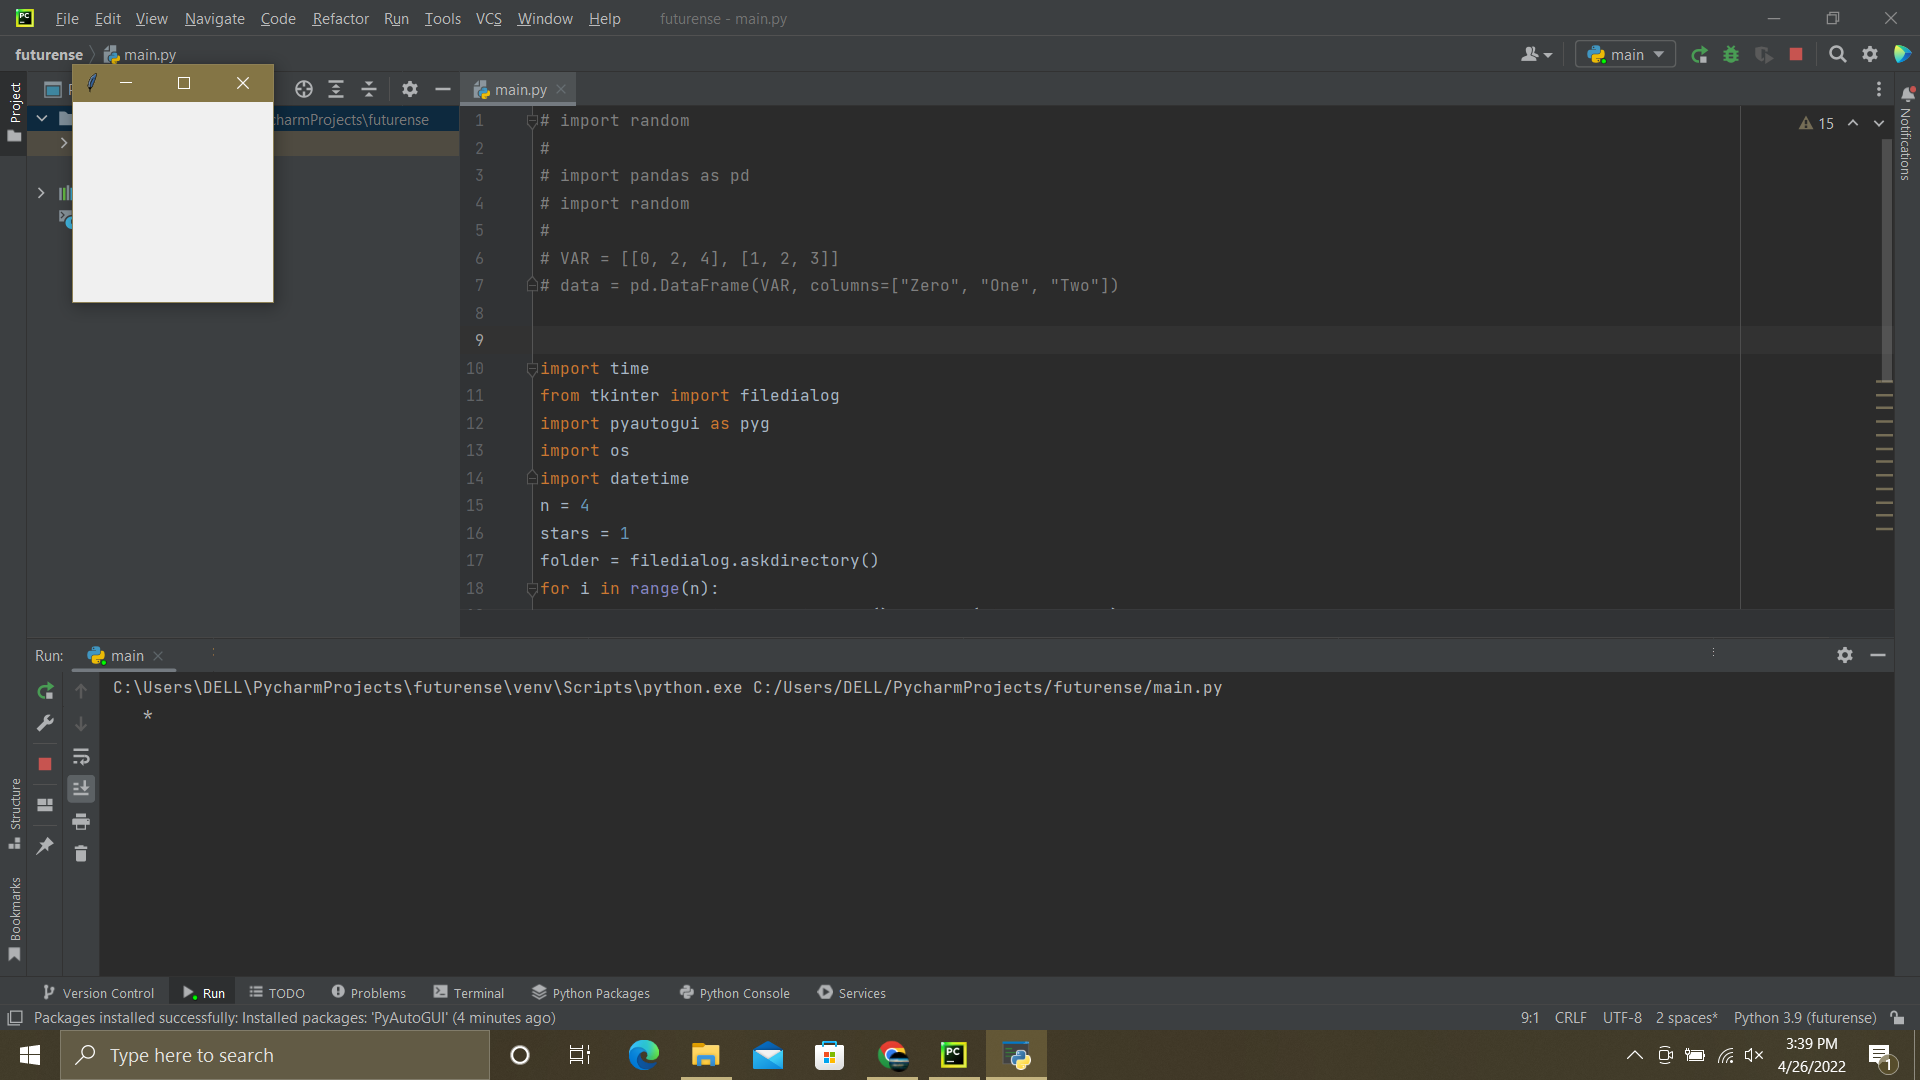 File Edit View Navigate Code Refactor Run Tools VCS Window Help futurense - main.py
futurense main.py main
Project
main.py
charmProjects\futurense
15
Notifications
1 # import random
2 #
3 # import pandas as pd
4 # import random
5 #
6 # VAR = [[0, 2, 4], [1, 2, 3]]
7 # data = pd.DataFrame(VAR, columns=["Zero", "One", "Two"])
8
9
10 import time
11 from tkinter import filedialog
12 import pyautogui as pyg
13 import os
14 import datetime
15 n = 4
16 stars = 1
17 folder = filedialog.askdirectory()
18 for i in range(n):
Run: main
C:\Users\DELL\PycharmProjects\futurense\venv\Scripts\python.exe C:/Users/DELL/PycharmProjects/futurense/main.py
*
Structure
Bookmarks
Version Control Run TODO Problems Terminal Python Packages Python Console Services
Packages installed successfully: Installed packages: 'PyAutoGUI' (4 minutes ago) 9:1 CRLF UTF-8 2 spaces* Python 3.9 (futurense)
Type here to search
PC
3:39 PM
4/26/2022
1